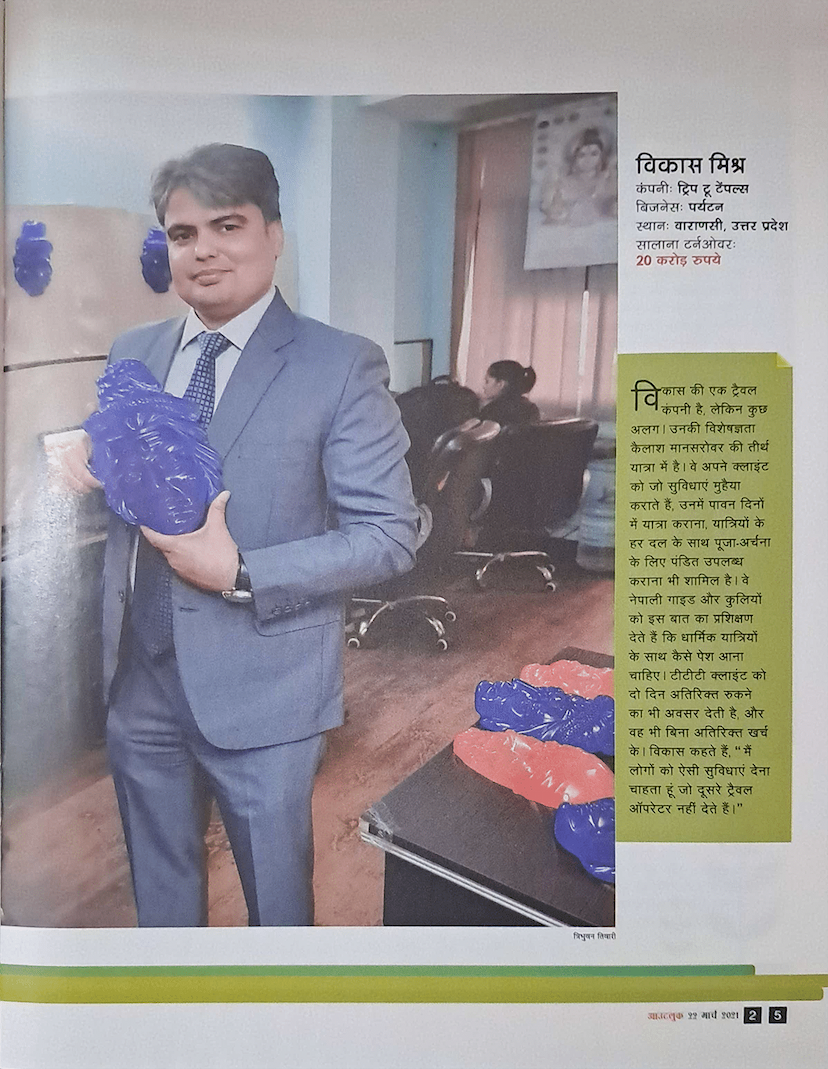 विकास मिश्र
कंपनीः ट्रिप टू टेंपल्स
बिजनेसः पर्यटन
स्थानः वाराणसी, उत्तर प्रदेश
सालाना टर्नओवरः
20 करोड़ रुपये
विकास की एक ट्रैवल
कंपनी है, लेकिन कुछ
अलग। उनकी विशेषज्ञता
कैलाश मानसरोवर की तीर्थ
यात्रा में है। वे अपने क्लाइंट
को जो सुविधाएं मुहैया
कराते हैं, उनमें पावन दिनों
में यात्रा कराना, यात्रियों के
हर दल के साथ पूजा-अर्चना
के लिए पंडित उपलब्ध
कराना भी शामिल है। वे
नेपाली गाइड और कुलियों
को इस बात का प्रशिक्षण
देते हैं कि धार्मिक यात्रियों
के साथ कैसे पेश आना
चाहिए। टीटीटी क्लाइंट को
दो दिन अतिरिक्त रुकने
का भी अवसर देती है, और
वह भी बिना अतिरिक्त खर्च
के। विकास कहते हैं, "मैं
लोगों को ऐसी सुविधाएं देना
चाहता हूं जो दूसरे ट्रैवल
ऑपरेटर नहीं देते हैं।"
त्रिभुवन तिवारी
आउटलुक 22 मार्च 2021 2 5